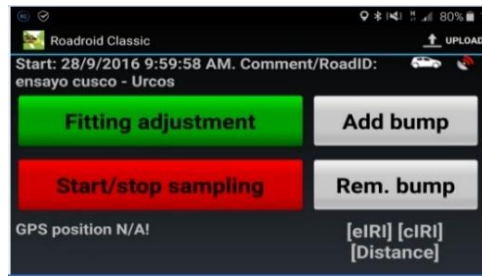 80%
Roadroid Classic
UPLOAD
Start: 28/9/2016 9:59:58 AM. Comment/RoadID:
ensayo cusco - Urcos
Fitting adjustment
Add bump
Start/stop sampling
Rem. bump
GPS position N/A!
[eIRI] [cIRI]
[Distance]